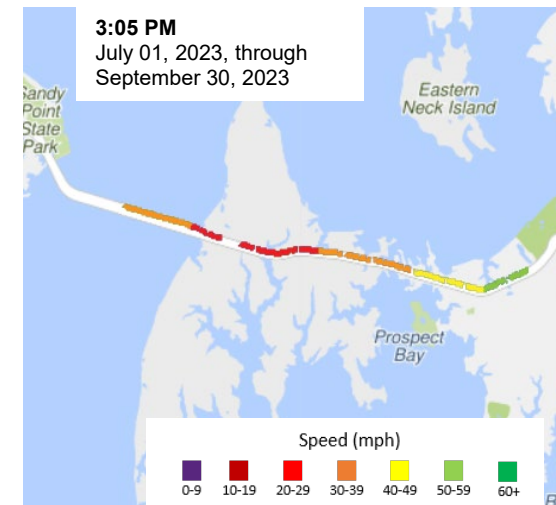 3:05 PM
July 01, 2023, through
September 30, 2023
Sandy
Point
State
Park
Eastern
Neck Island
Prospect
Bay
Speed (mph)
0-9 10-19 20-29 30-39 40-49 50-59 60+